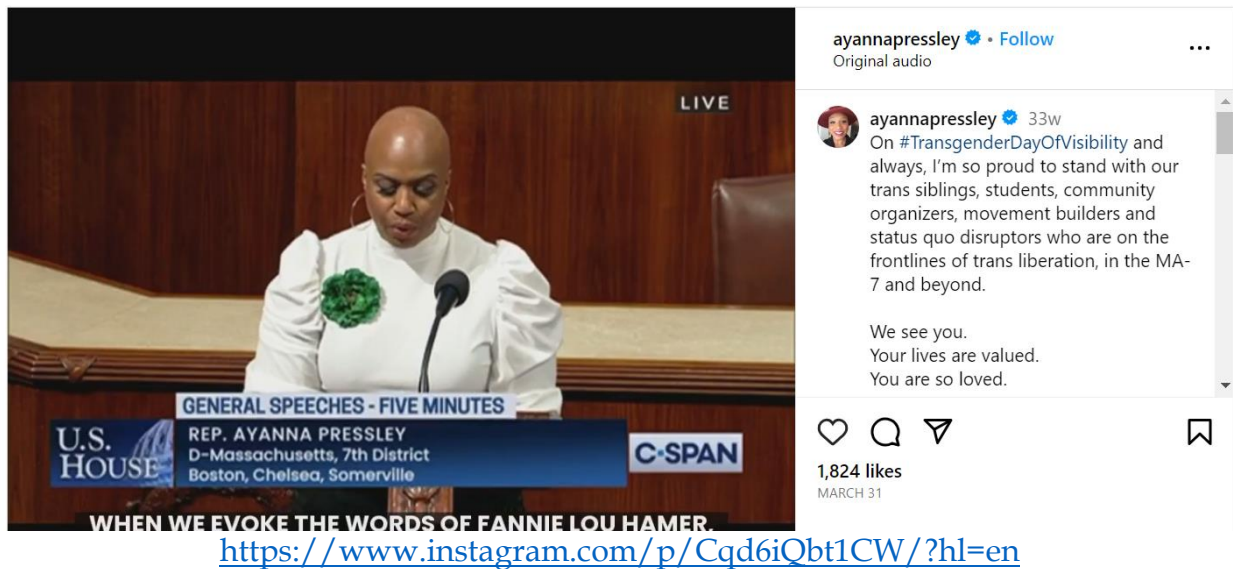 LIVE
GENERAL SPEECHES - FIVE MINUTES
U.S.
HOUSE
REP. AYANNA PRESSLEY
D-Massachusetts, 7th District
Boston, Chelsea, Somerville
C-SPAN
WHEN WE EVOKE THE WORDS OF FANNIE LOU HAMER,
ayannapressley • Follow
Original audio
ayannapressley 33w
On #TransgenderDayOfVisibility and
always, I'm so proud to stand with our
trans siblings, students, community
organizers, movement builders and
status quo disruptors who are on the
frontlines of trans liberation, in the MA-
7 and beyond.
We see you.
Your lives are valued.
You are so loved.
1,824 likes
MARCH 31
https://www.instagram.com/p/Cqd6iQbt1CW/?hl=en